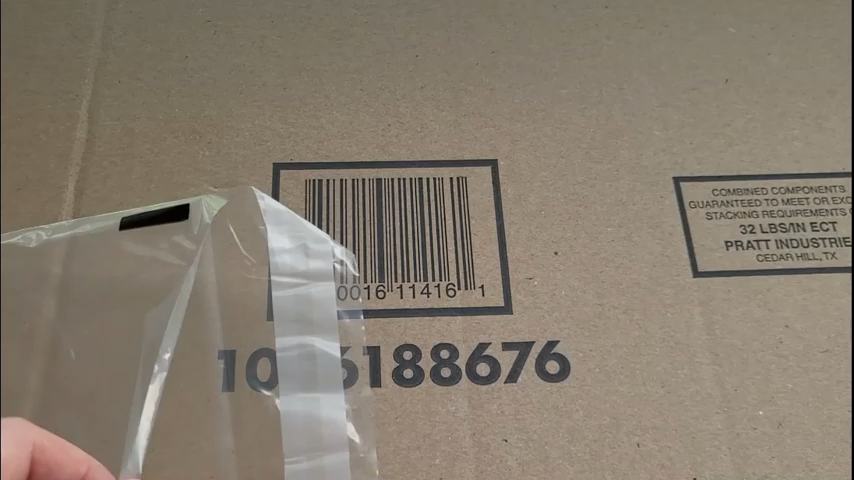 0016 11416 1
6188676
COMBINED COMPONENTS
GUARANTEED TO MEET OR EXC
STACKING REQUIREMENTS
32 LBS/IN ECT
PRATT INDUSTRIE
CEDAR HILL, TX